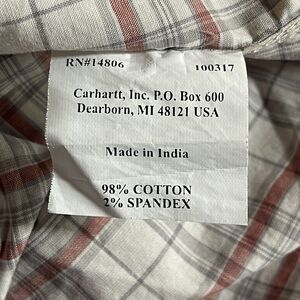 RN#14806 100317
Carhartt, Inc. P.O. Box 600
Dearborn, MI 48121 USA
Made in India
98% COTTON
2% SPANDEX